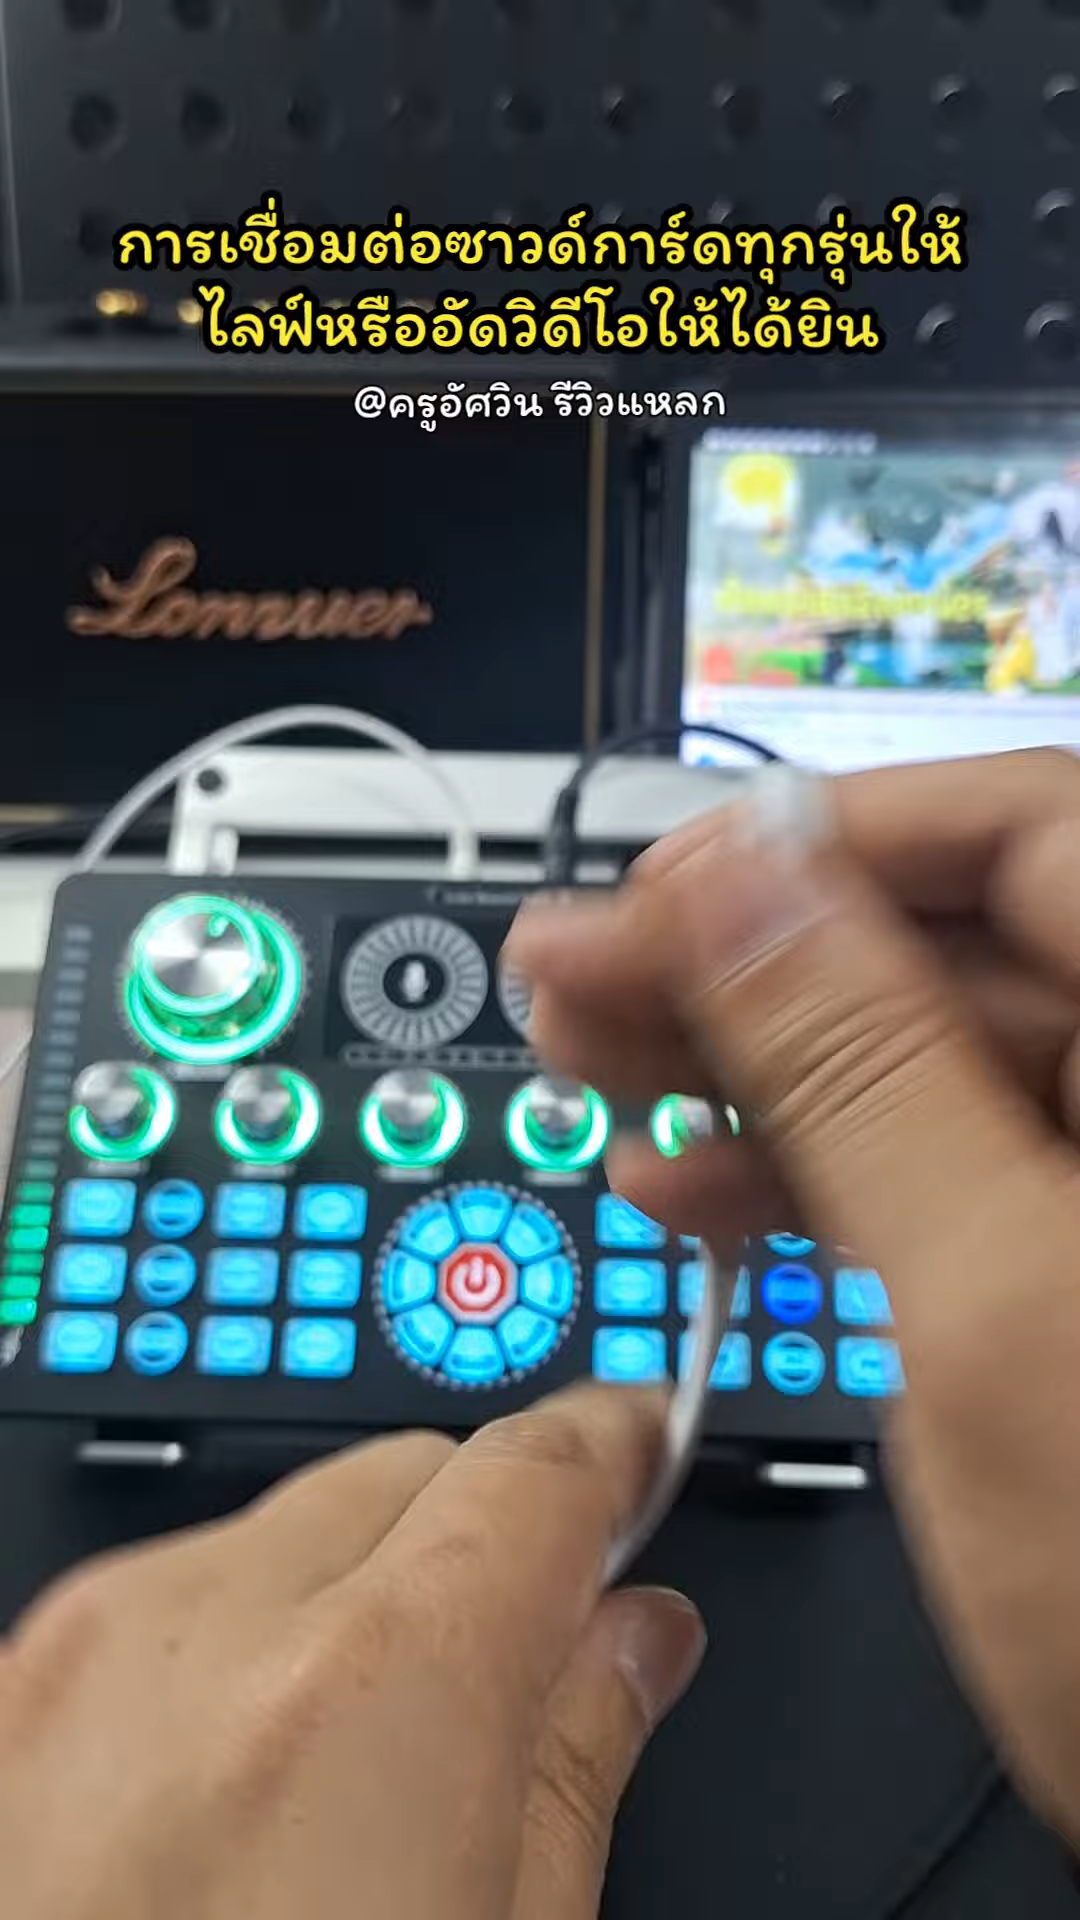 การเชื่อมต่อซาวด์การ์ดทุกรุ่นให้
ไลฟ์หรืออัดวิดีโอให้ได้ยิน
@ครูอัศวิน รีวิวแหลก
Lonzuer